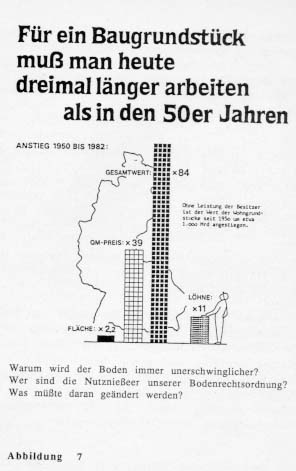 Für ein Baugrundstück
muß man heute
dreimal länger arbeiten
als in den 50er Jahren
ANSTIEG 1950 BIS 1982:
GESAMTWERT: × 84
Ohne Leistung der Besitzer
ist der Wert der Wohngrund-
stücke seit 1950 um etwa
1.000 Mrd angestiegen.
QM-PREIS: × 39
LÖHNE:
× 11
FLÄCHE: × 2,2
Warum wird der Boden immer unerschwinglicher?
Wer sind die Nutznießeer unserer Bodenrechtsordnung?
Was müßte daran geändert werden?
Abbildung 7